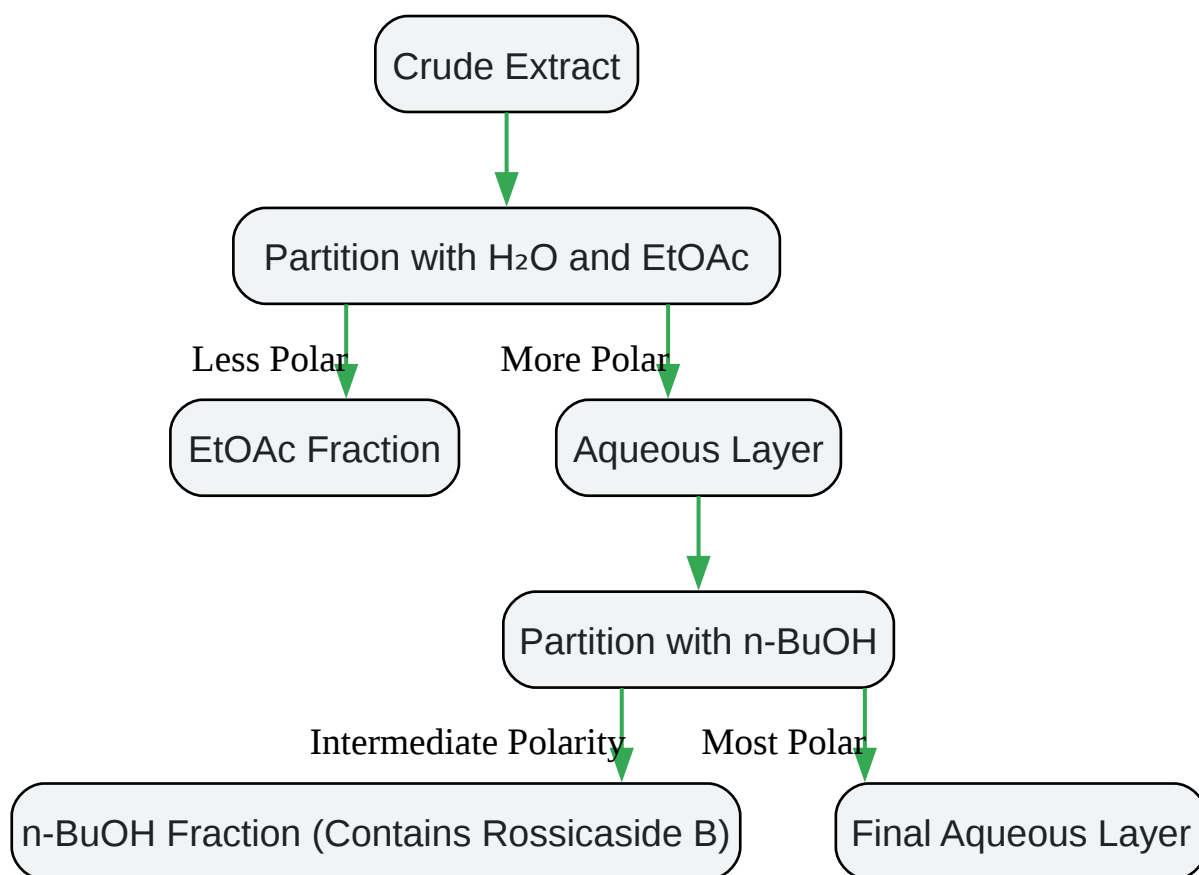 Crude Extract
Partition with H₂O and EtOAc
Less Polar
More Polar
EtOAc Fraction
Aqueous Layer
Partition with n-BuOH
Intermediate Polarity
Most Polar
n-BuOH Fraction (Contains Rossicaside B)
Final Aqueous Layer